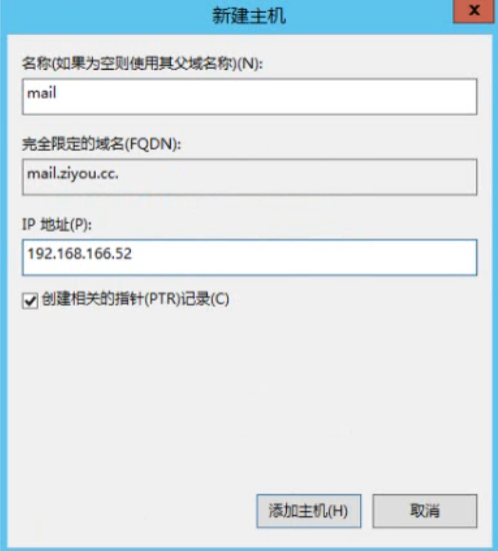 新建主机
x
名称(如果为空则使用其父域名称)(N):
mail
完全限定的域名(FQDN):
mail.ziyou.cc.
IP 地址(P):
192.168.166.52
创建相关的指针(PTR)记录(C)
添加主机(H)
取消